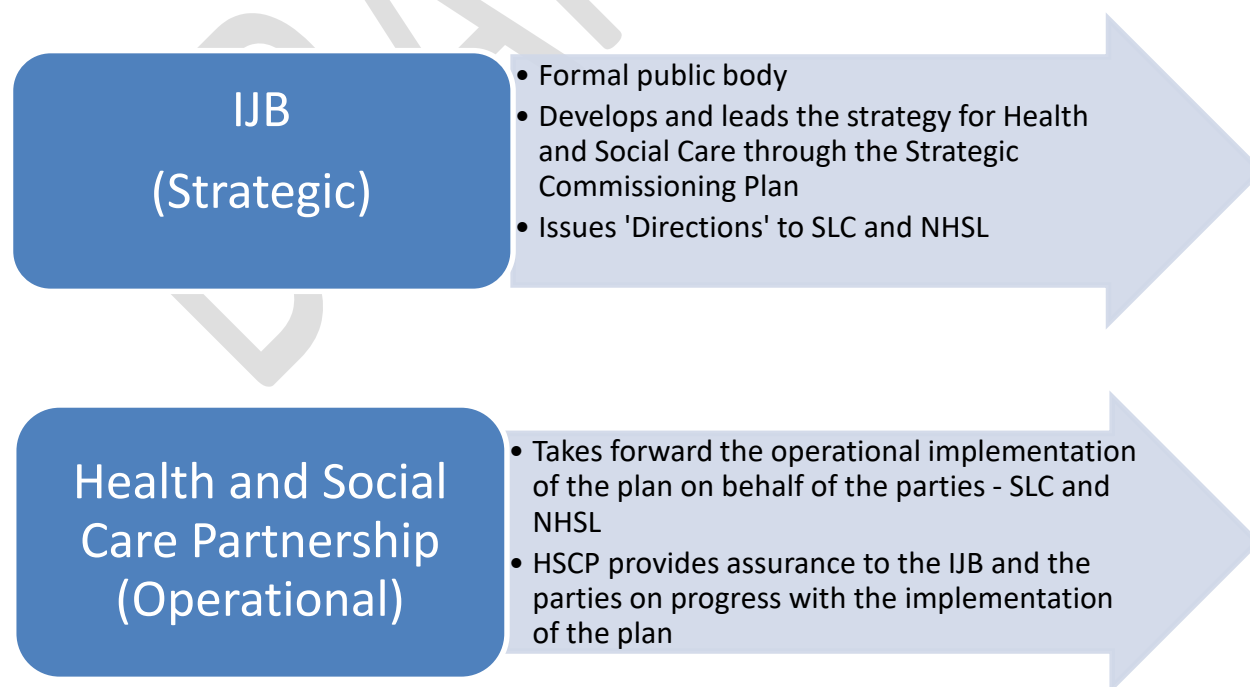 IJB
(Strategic)
• Formal public body
• Develops and leads the strategy for Health
and Social Care through the Strategic
Commissioning Plan
• Issues 'Directions' to SLC and NHSL
Health and Social
Care Partnership
(Operational)
• Takes forward the operational implementation
of the plan on behalf of the parties - SLC and
NHSL
• HSCP provides assurance to the IJB and the
parties on progress with the implementation
of the plan